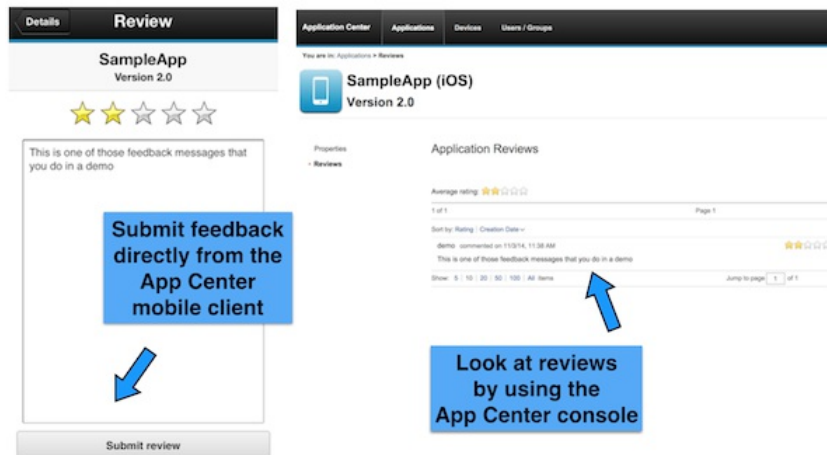 Details
Review
SampleApp
Version 2.0
This is one of those feedback messages that
you do in a demo
Submit feedback
directly from the
App Center
mobile client
Submit review
Application Center Applications Devices Users / Groups
You are in: Applications > Reviews
SampleApp (iOS)
Version 2.0
Properties
Reviews
Application Reviews
Average rating:
1 of 1 Page 1
Sort by: Rating | Creation Date
demo commented on 11/3/14, 11:38 AM
This is one of those feedback messages that you do in a demo
Show: 5 | 10 | 20 | 50 | 100 | All items Jump to page 1 of 1
Look at reviews
by using the
App Center console